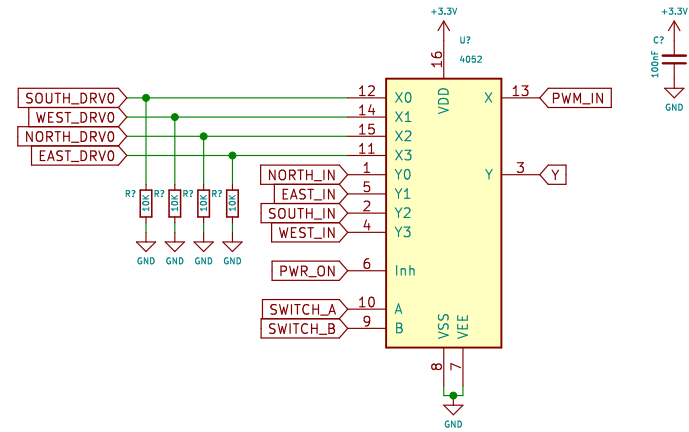 +3.3V
+3.3V
U?
4052
C?
100nF
GND
16
VDD
SOUTH_DRV0
12
X0
X
13
PWM_IN
WEST_DRV0
14
X1
NORTH_DRV0
15
X2
EAST_DRV0
11
X3
NORTH_IN
1
Y0
Y
3
Y
EAST_IN
5
Y1
SOUTH_IN
2
Y2
WEST_IN
4
Y3
R?
R?
R?
R?
10K
10K
10K
10K
GND
GND
GND
GND
PWR_ON
6
Inh
SWITCH_A
10
A
SWITCH_B
9
B
VSS
VEE
8
7
GND